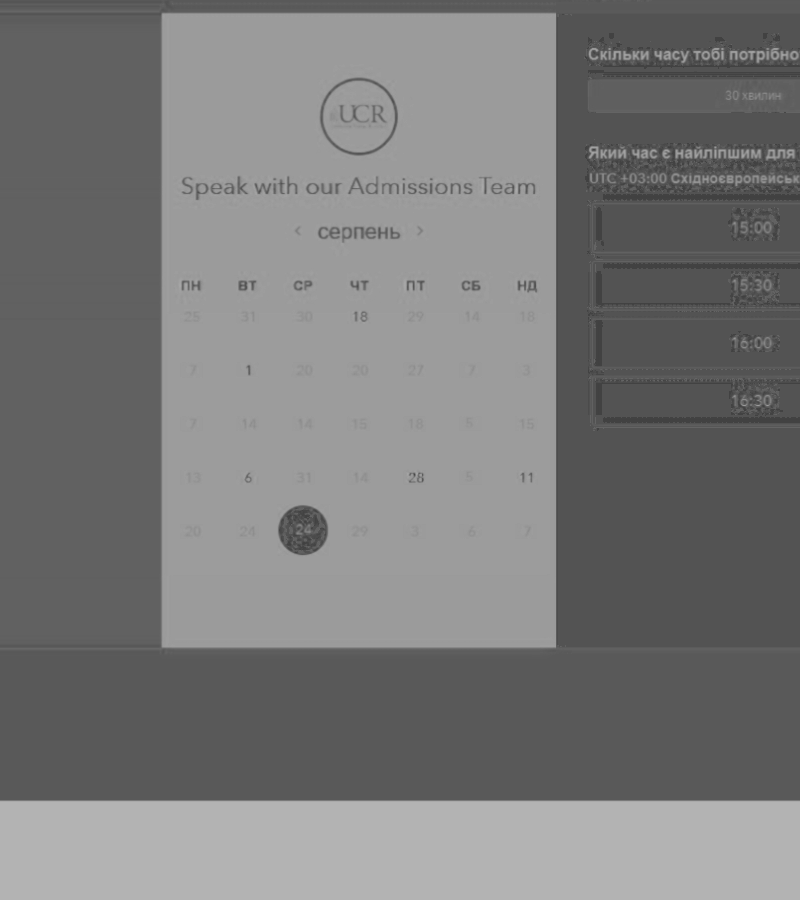 UCR
Speak with our Admissions Team
‹ серпень ›
ПН ВТ СР ЧТ ПТ СБ НД
25 31 30 18 29 14 18
7 1 20 20 27 7 3
7 14 14 15 18 5 15
13 6 31 14 28 5 11
20 24 24 29 3 6 7
Скільки часу тобі потрібно
30 хвилин
Який час є найліпшим для
UTC +03:00 Східноєвропейськ
15:00
15:30
16:00
16:30